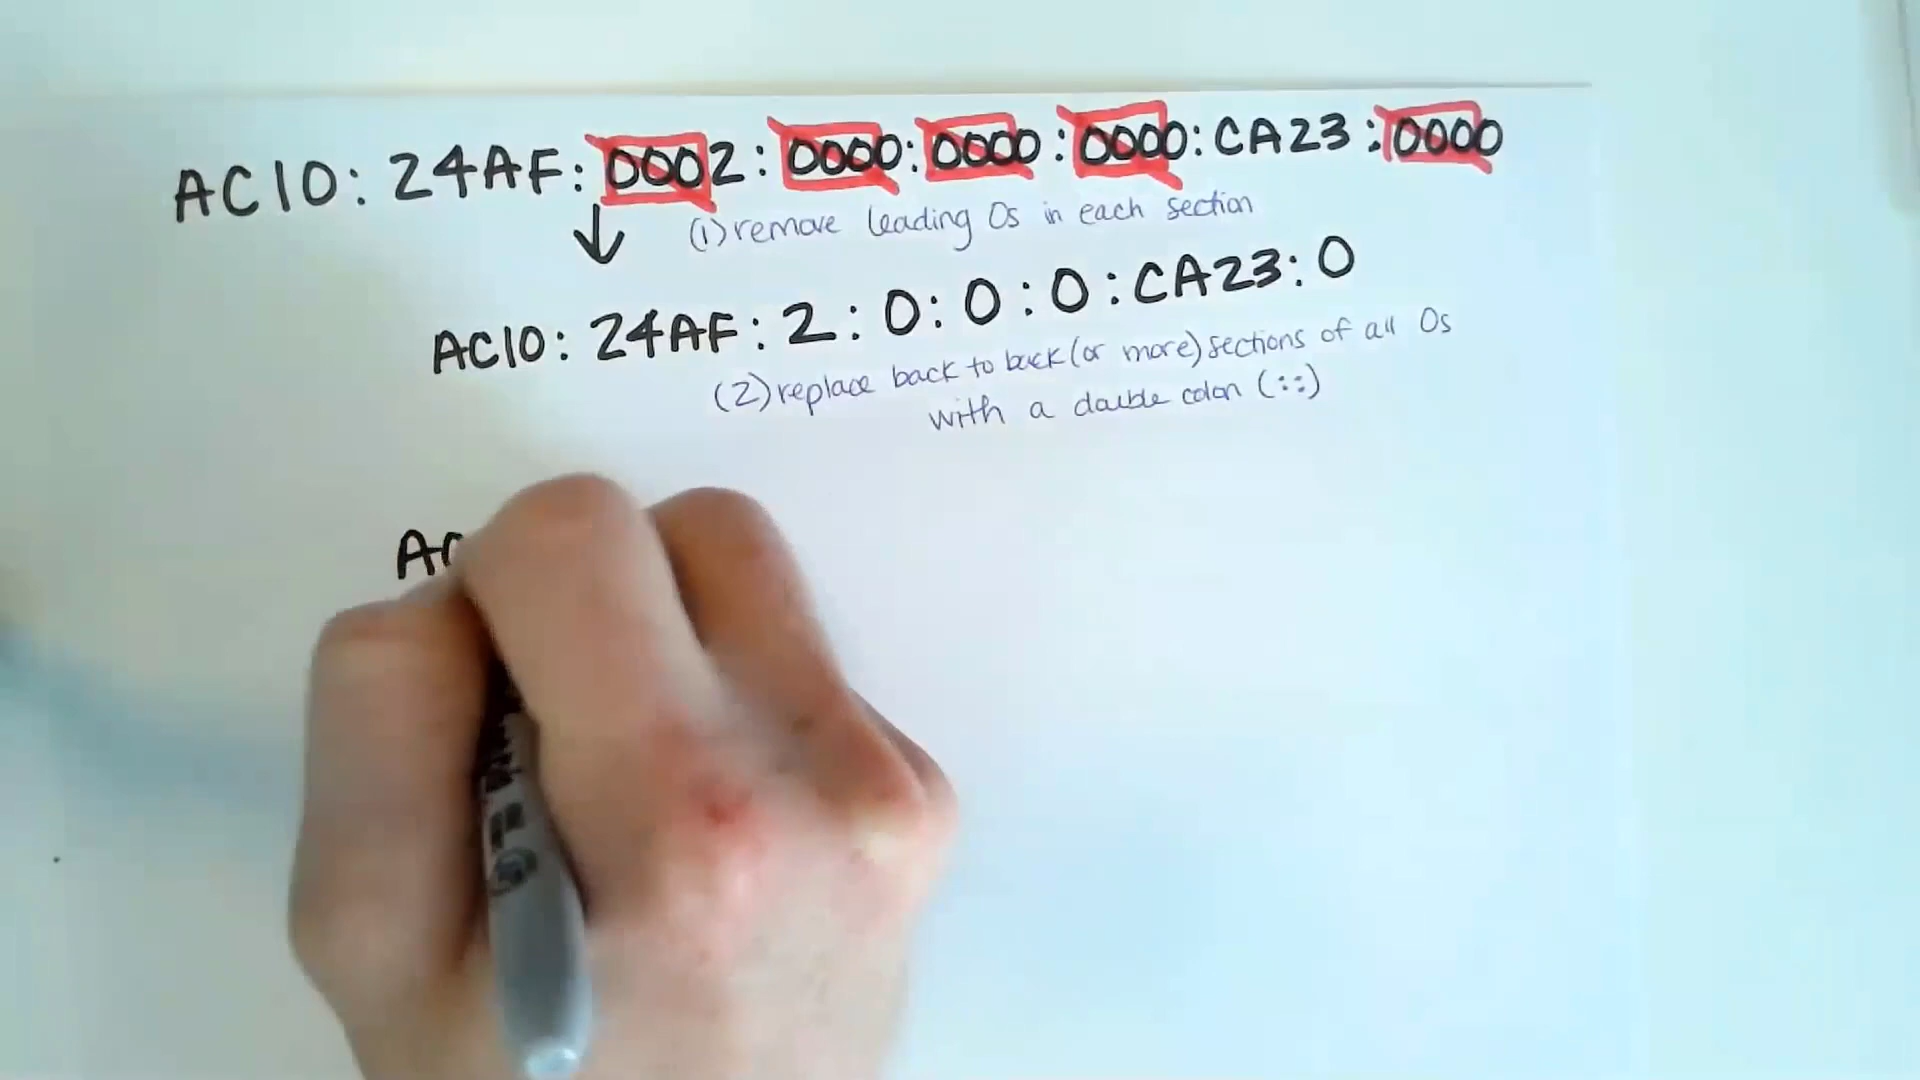 AC10:24AF:0002:0000:0000:0000:CA23:0000
(1) remove leading 0s in each section
AC10:24AF:2:0:0:0:CA23:0
(2) replace back to back (or more) sections of all 0s
with a double colon (::)
AC